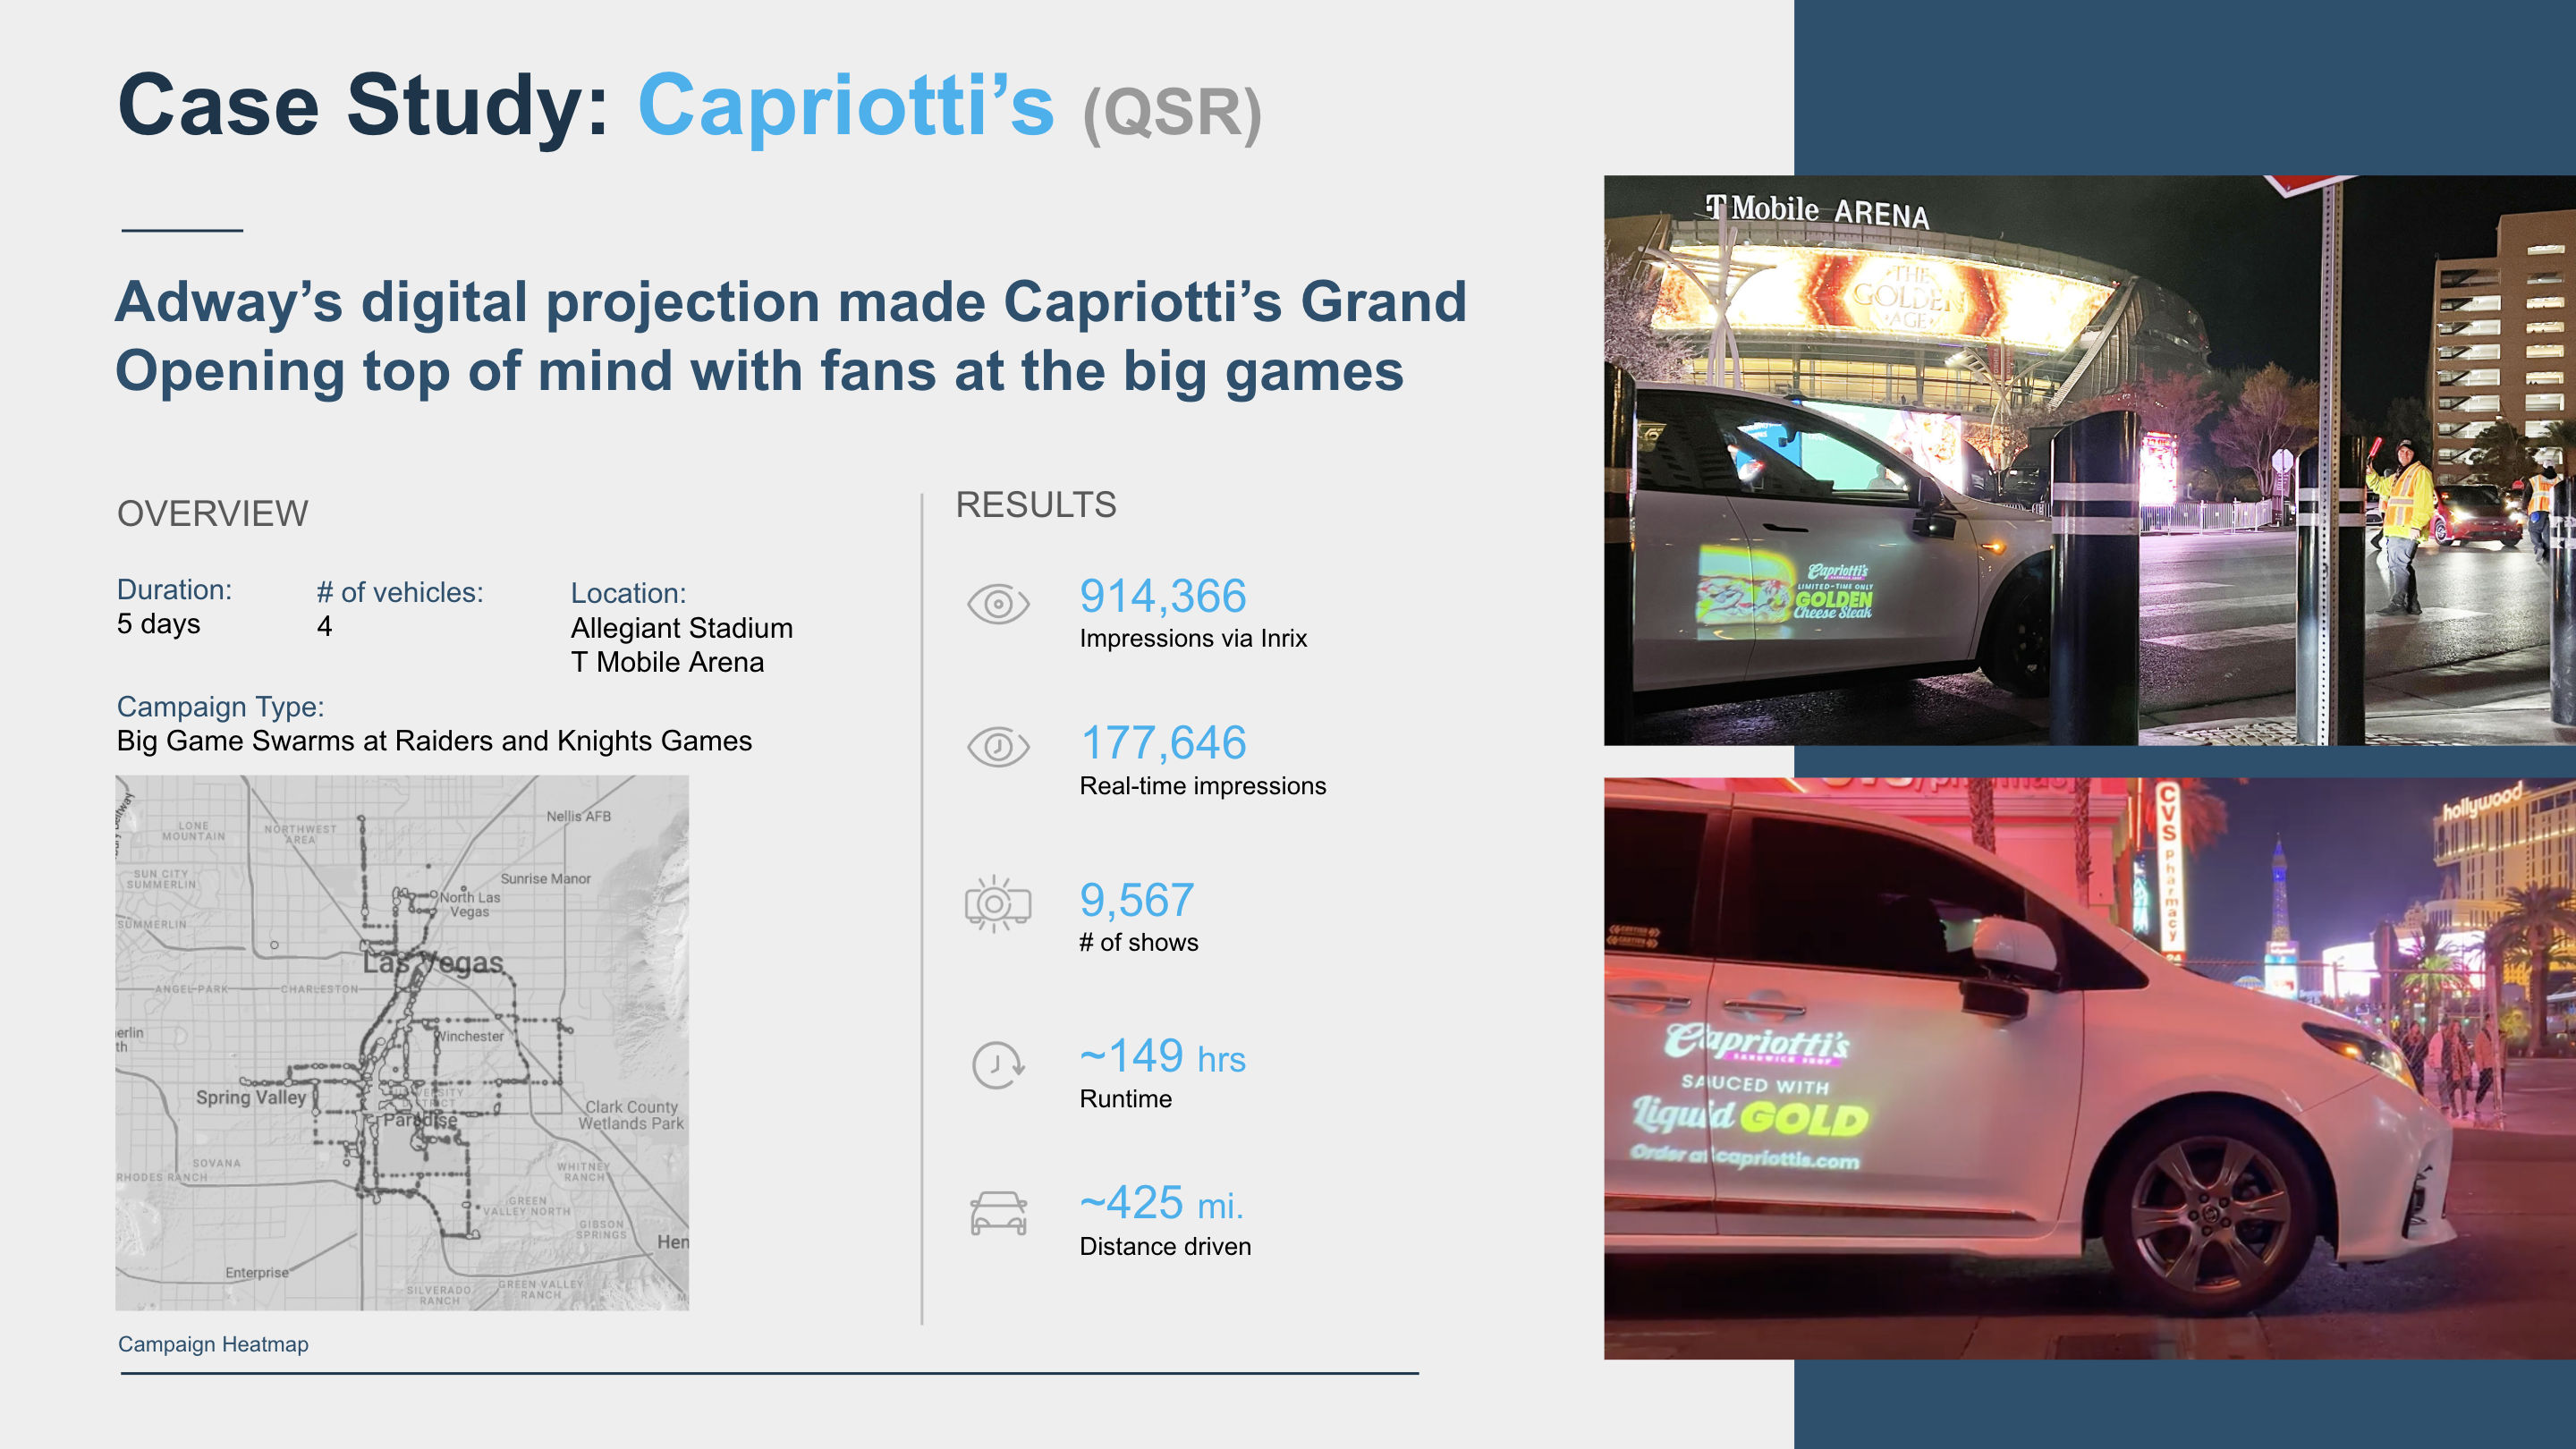 Case Study: Capriotti’s (QSR)
Adway’s digital projection made Capriotti’s Grand
Opening top of mind with fans at the big games
OVERVIEW
Duration:
5 days
# of vehicles:
4
Location:
Allegiant Stadium
T Mobile Arena
Campaign Type:
Big Game Swarms at Raiders and Knights Games
Nellis AFB
LONE
MOUNTAIN
NORTHWEST
AREA
SUN CITY
SUMMERLIN
Sunrise Manor
North Las
Vegas
SUMMERLIN
Las Vegas
ANGEL PARK
CHARLESTON
Winchester
Spring Valley
Paradise
Clark County
Wetlands Park
SOVANA
RHODES RANCH
WHITNEY
RANCH
GREEN
VALLEY NORTH
GIBSON
SPRINGS
Hen
Enterprise
SILVERADO
RANCH
GREEN VALLEY
RANCH
Campaign Heatmap
RESULTS
914,366
Impressions via Inrix
177,646
Real-time impressions
9,567
# of shows
~149 hrs
Runtime
~425 mi.
Distance driven
T Mobile ARENA
THE
GOLDEN
AGE
Capriotti's
SANDWICH SHOP
LIMITED-TIME ONLY
GOLDEN
Cheese Steak
CVS pharmacy
hollywood
Capriotti's
SANDWICH SHOP
SAUCED WITH
Liquid GOLD
Order at capriottis.com